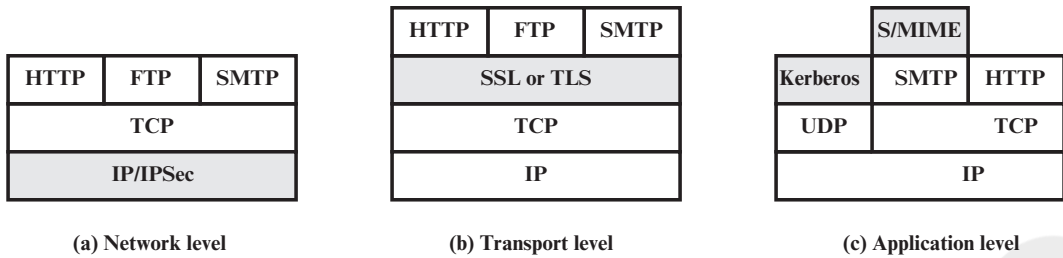 HTTP FTP SMTP
TCP
IP/IPSec
(a) Network level
HTTP FTP SMTP
SSL or TLS
TCP
IP
(b) Transport level
S/MIME
Kerberos SMTP HTTP
UDP TCP
IP
(c) Application level